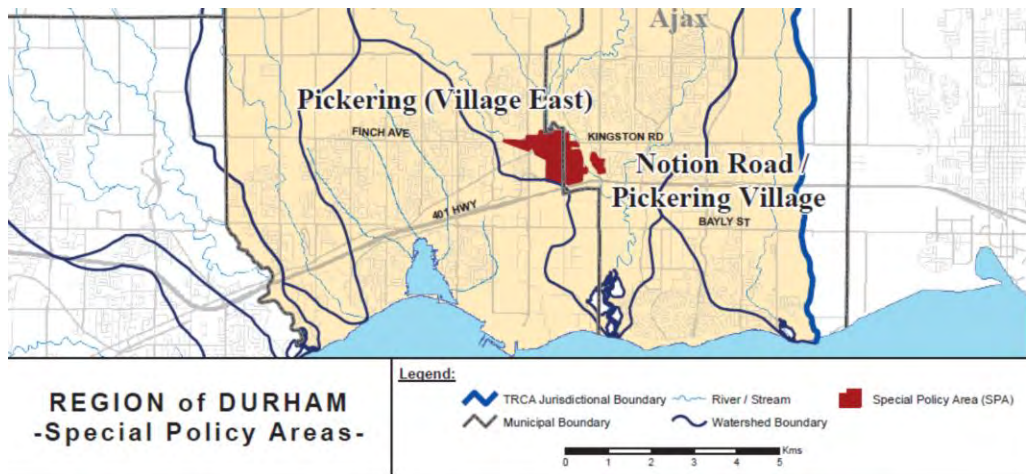 Ajax
Pickering (Village East)
FINCH AVE
KINGSTON RD
Notion Road /
Pickering Village
401 HWY
BAYLY ST
REGION of DURHAM
-Special Policy Areas-
Legend:
TRCA Jurisdictional Boundary
River / Stream
Special Policy Area (SPA)
Municipal Boundary
Watershed Boundary
Kms
0 1 2 3 4 5